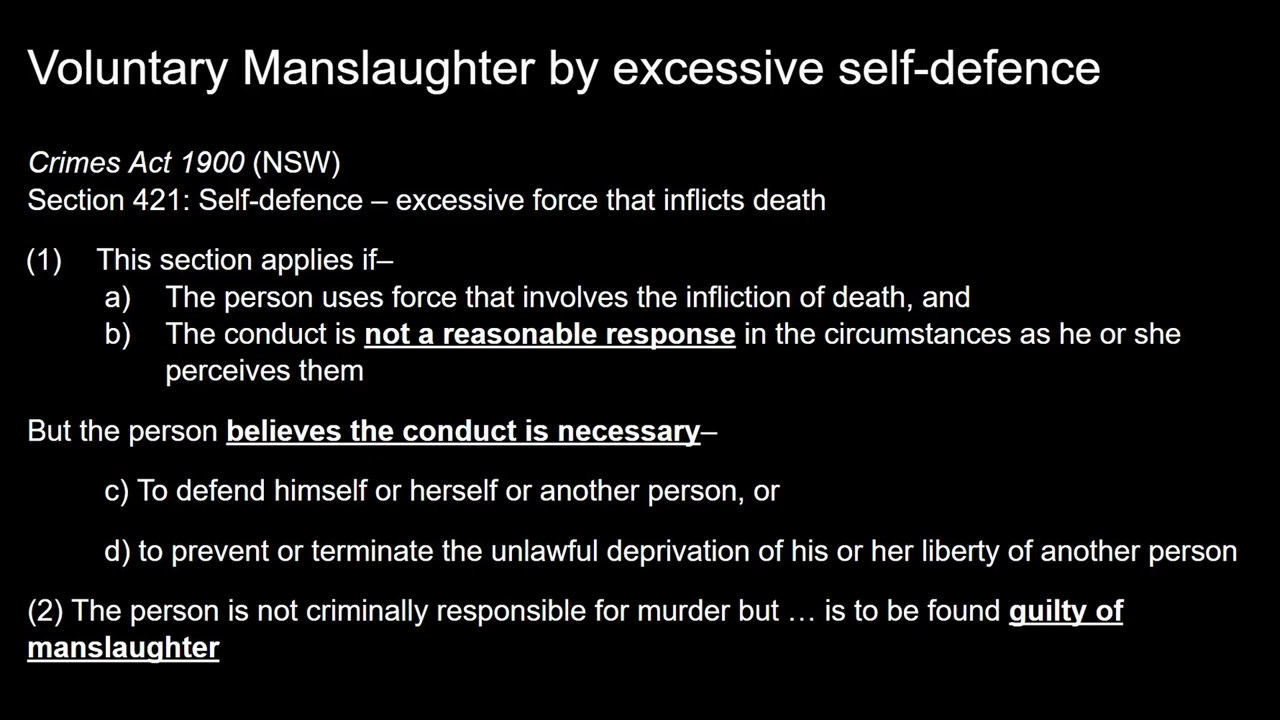 Voluntary Manslaughter by excessive self-defence
Crimes Act 1900 (NSW)
Section 421: Self-defence – excessive force that inflicts death
(1) This section applies if–
a) The person uses force that involves the infliction of death, and
b) The conduct is not a reasonable response in the circumstances as he or she
perceives them
But the person believes the conduct is necessary–
c) To defend himself or herself or another person, or
d) to prevent or terminate the unlawful deprivation of his or her liberty of another person
(2) The person is not criminally responsible for murder but … is to be found guilty of
manslaughter